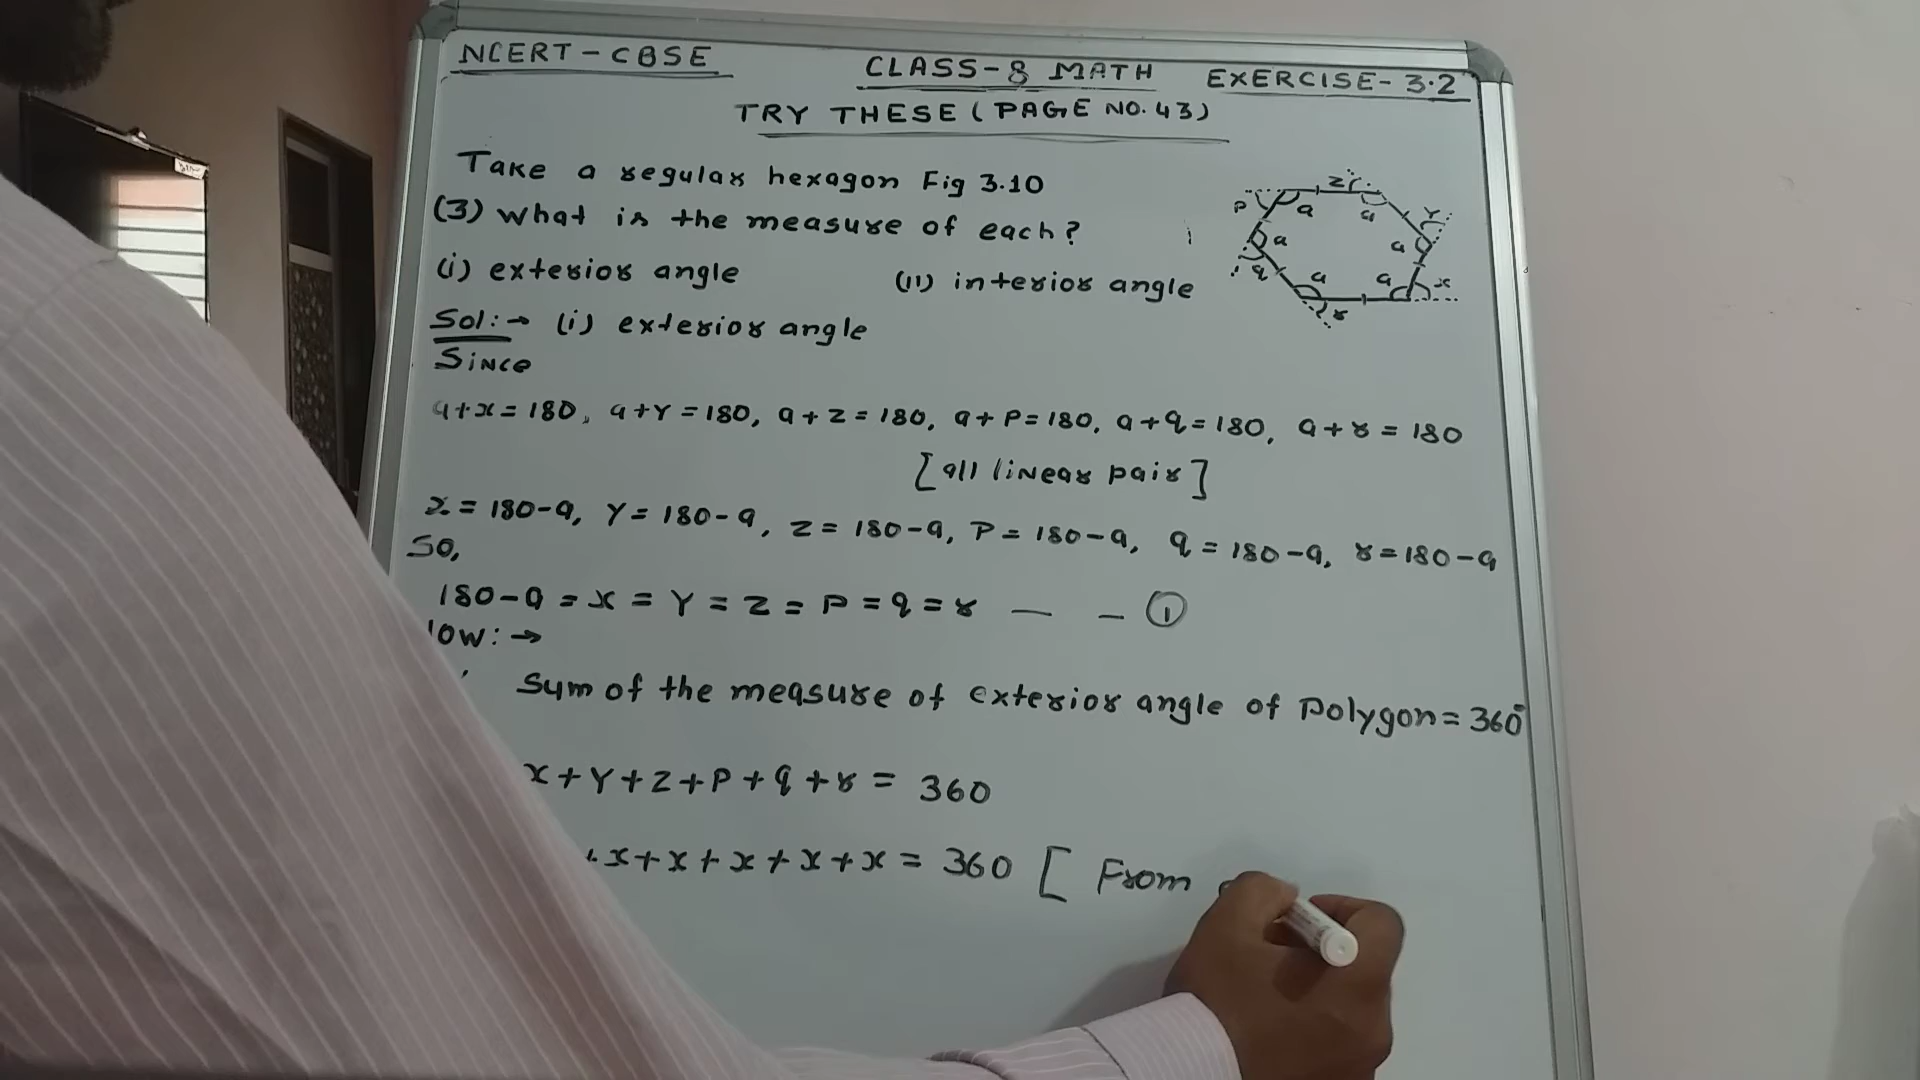 NCERT-CBSE CLASS-8 MATH EXERCISE-3.2
TRY THESE (PAGE NO. 43)
Take a regular hexagon Fig 3.10
(3) What is the measure of each?
(i) exterior angle (ii) interior angle
Sol:→ (i) exterior angle
Since
a+x=180, a+Y=180, a+z=180, a+P=180, a+q=180, a+r=180
[all linear pair]
x=180-a, Y=180-a, z=180-a, P=180-a, q=180-a, r=180-a
So,
180-a=x=Y=z=P=q=r — - ①
low:→
Sum of the measure of exterior angle of Polygon=360°
x+Y+z+P+q+r=360
x+x+x+x+x=360 [From
P a z a Y
a a
q a a x
r